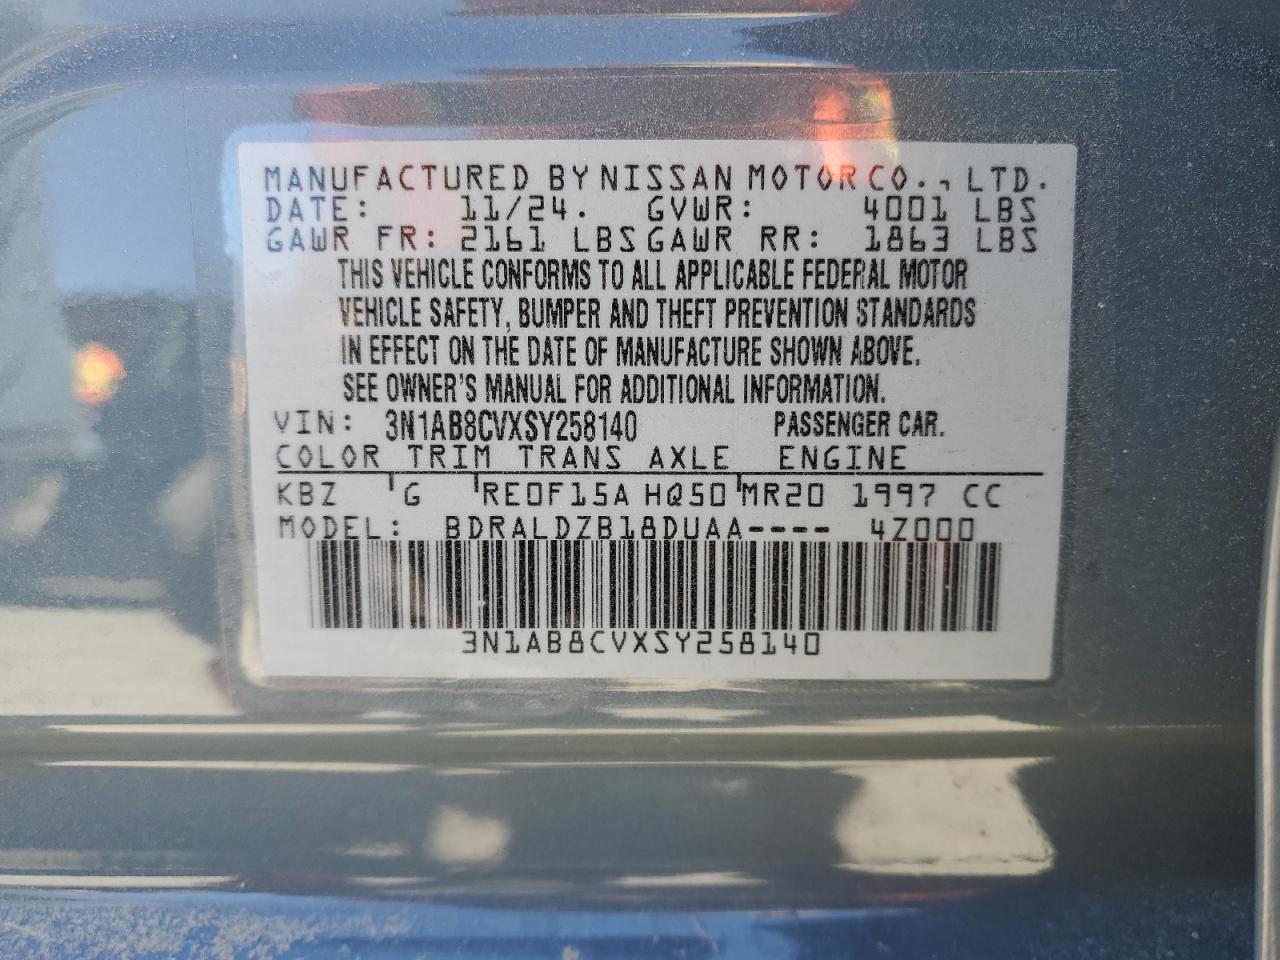 MANUFACTURED BY NISSAN MOTOR CO., LTD.
DATE: 11/24. GVWR: 4001 LBS
GAWR FR: 2161 LBS GAWR RR: 1863 LBS
THIS VEHICLE CONFORMS TO ALL APPLICABLE FEDERAL MOTOR
VEHICLE SAFETY, BUMPER AND THEFT PREVENTION STANDARDS
IN EFFECT ON THE DATE OF MANUFACTURE SHOWN ABOVE.
SEE OWNER'S MANUAL FOR ADDITIONAL INFORMATION.
VIN: 3N1AB8CVXSY258140 PASSENGER CAR.
COLOR TRIM TRANS AXLE ENGINE
KBZ G RE0F15A HQ50 MR20 1997 CC
MODEL: BDRALDZB18DUAA---- 4Z000
3N1AB8CVXSY258140